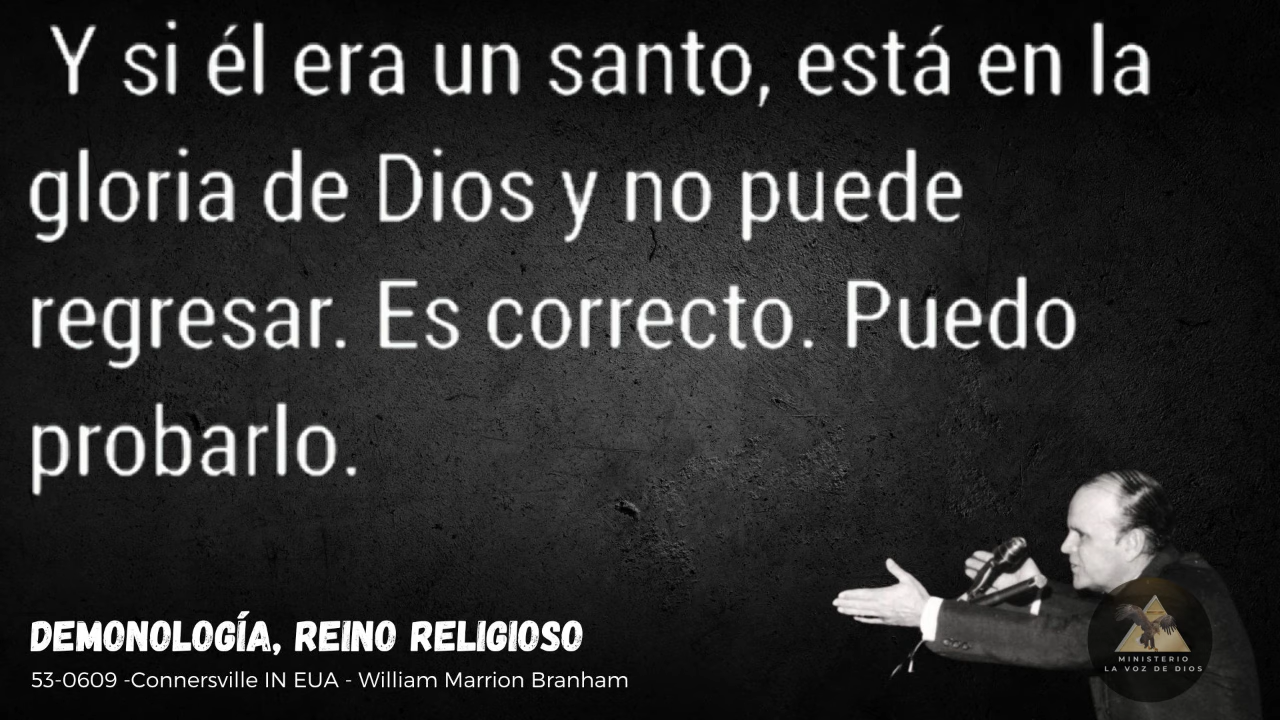 Y si él era un santo, está en la
gloria de Dios y no puede
regresar. Es correcto. Puedo
probarlo.
DEMONOLOGÍA, REINO RELIGIOSO
53-0609 -Connersville IN EUA - William Marrion Branham
MINISTERIO
LA VOZ DE DIOS